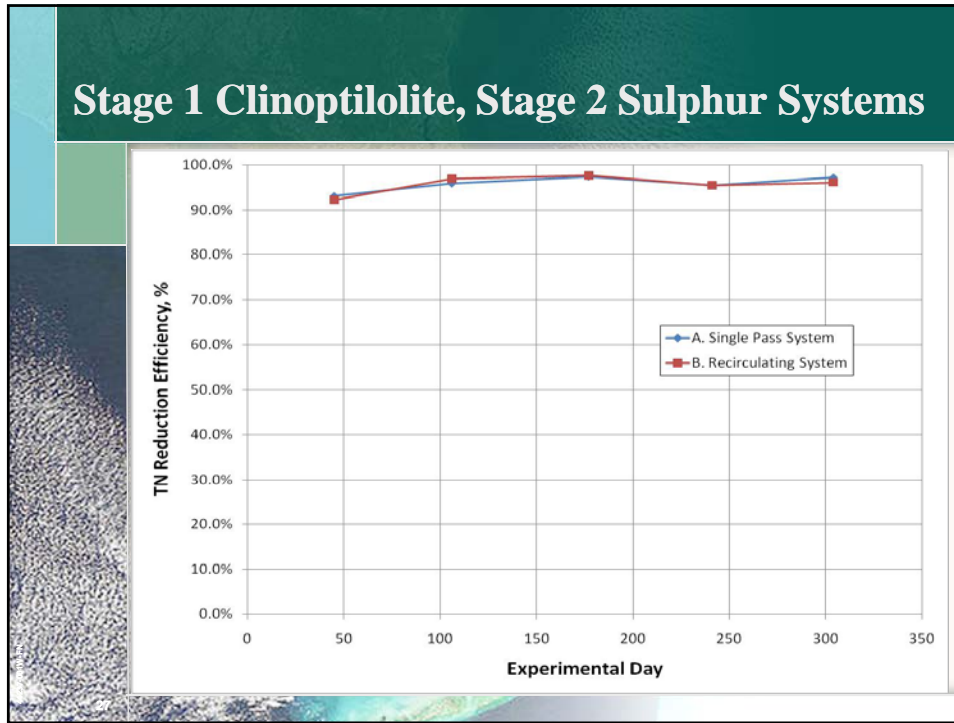 Stage 1 Clinoptilolite, Stage 2 Sulphur Systems
100.0%
90.0%
80.0%
70.0%
60.0%
50.0%
40.0%
30.0%
20.0%
10.0%
0.0%
TN Reduction Efficiency, %
A. Single Pass System
B. Recirculating System
0 50 100 150 200 250 300 350
Experimental Day
27